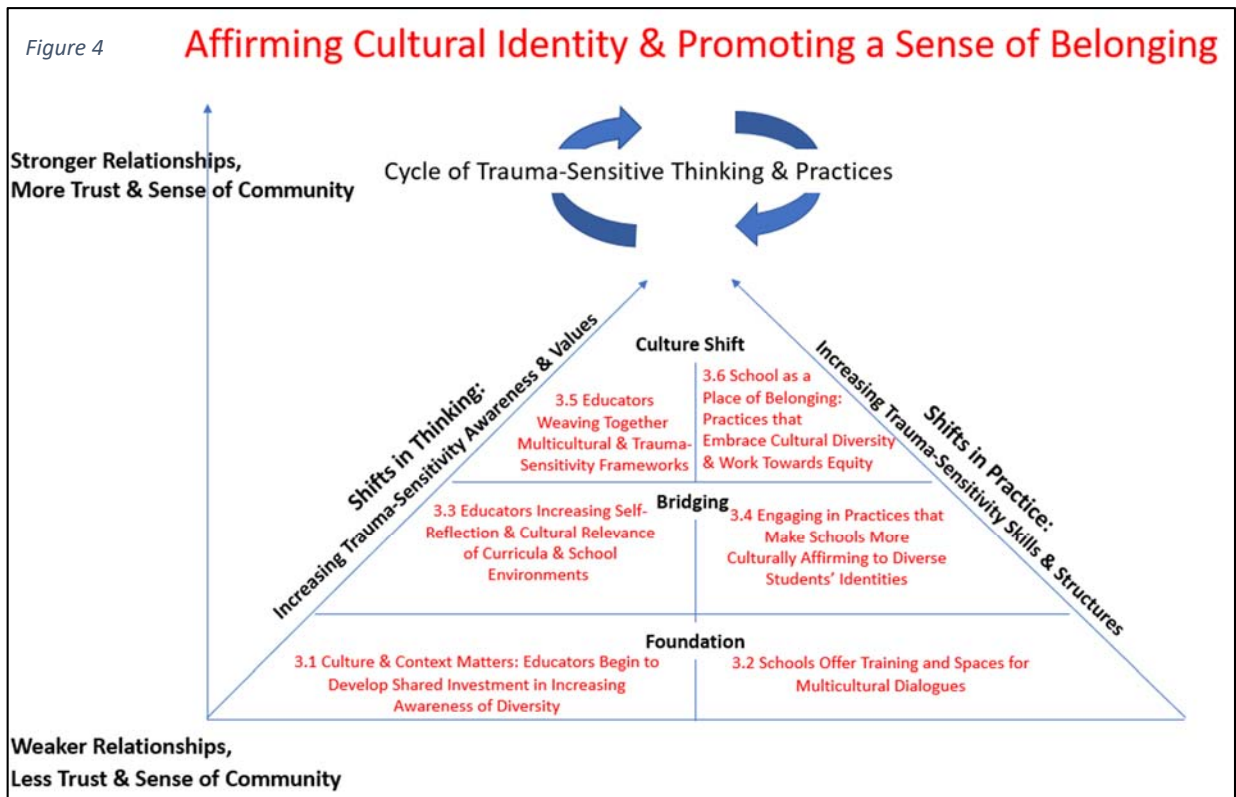 Figure 4
Affirming Cultural Identity & Promoting a Sense of Belonging
Stronger Relationships,
More Trust & Sense of Community
Cycle of Trauma-Sensitive Thinking & Practices
Shifts in Thinking:
Increasing Trauma-Sensitivity Awareness & Values
Culture Shift
3.5 Educators
Weaving Together
Multicultural & Trauma-
Sensitivity Frameworks
3.6 School as a
Place of Belonging:
Practices that
Embrace Cultural Diversity
& Work Towards Equity
Shifts in Practice:
Increasing Trauma-Sensitivity Skills & Structures
Bridging
3.3 Educators Increasing Self-
Reflection & Cultural Relevance
of Curricula & School
Environments
3.4 Engaging in Practices that
Make Schools More
Culturally Affirming to Diverse
Students’ Identities
Foundation
3.1 Culture & Context Matters: Educators Begin to
Develop Shared Investment in Increasing
Awareness of Diversity
3.2 Schools Offer Training and Spaces for
Multicultural Dialogues
Weaker Relationships,
Less Trust & Sense of Community